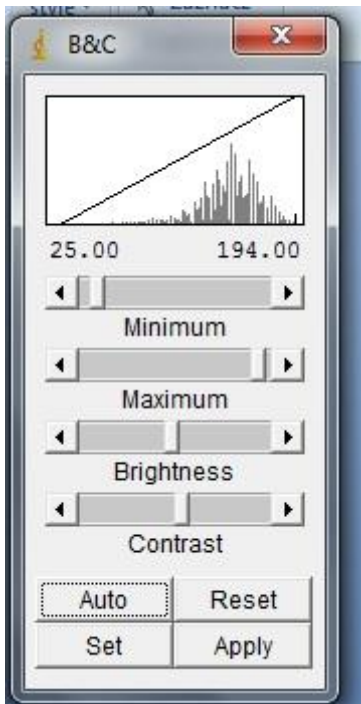 B&C
25.00 194.00
Minimum
Maximum
Brightness
Contrast
Auto Reset
Set Apply